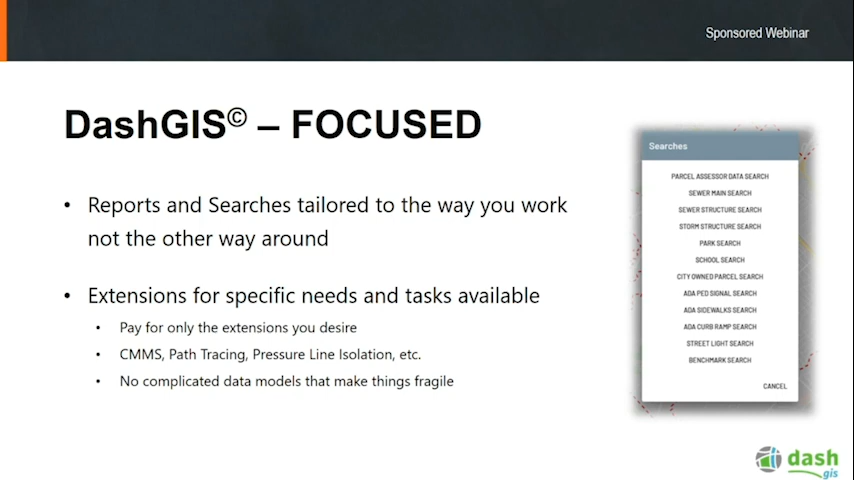 Sponsored Webinar
DashGIS© – FOCUSED
• Reports and Searches tailored to the way you work
not the other way around
• Extensions for specific needs and tasks available
• Pay for only the extensions you desire
• CMMS, Path Tracing, Pressure Line Isolation, etc.
• No complicated data models that make things fragile
Searches
PARCEL ASSESSOR DATA SEARCH
SEWER MAIN SEARCH
SEWER STRUCTURE SEARCH
STORM STRUCTURE SEARCH
PARK SEARCH
SCHOOL SEARCH
CITY OWNED PARCEL SEARCH
ADA PED SIGNAL SEARCH
ADA SIDEWALKS SEARCH
ADA CURB RAMP SEARCH
STREET LIGHT SEARCH
BENCHMARK SEARCH
CANCEL
dash
gis